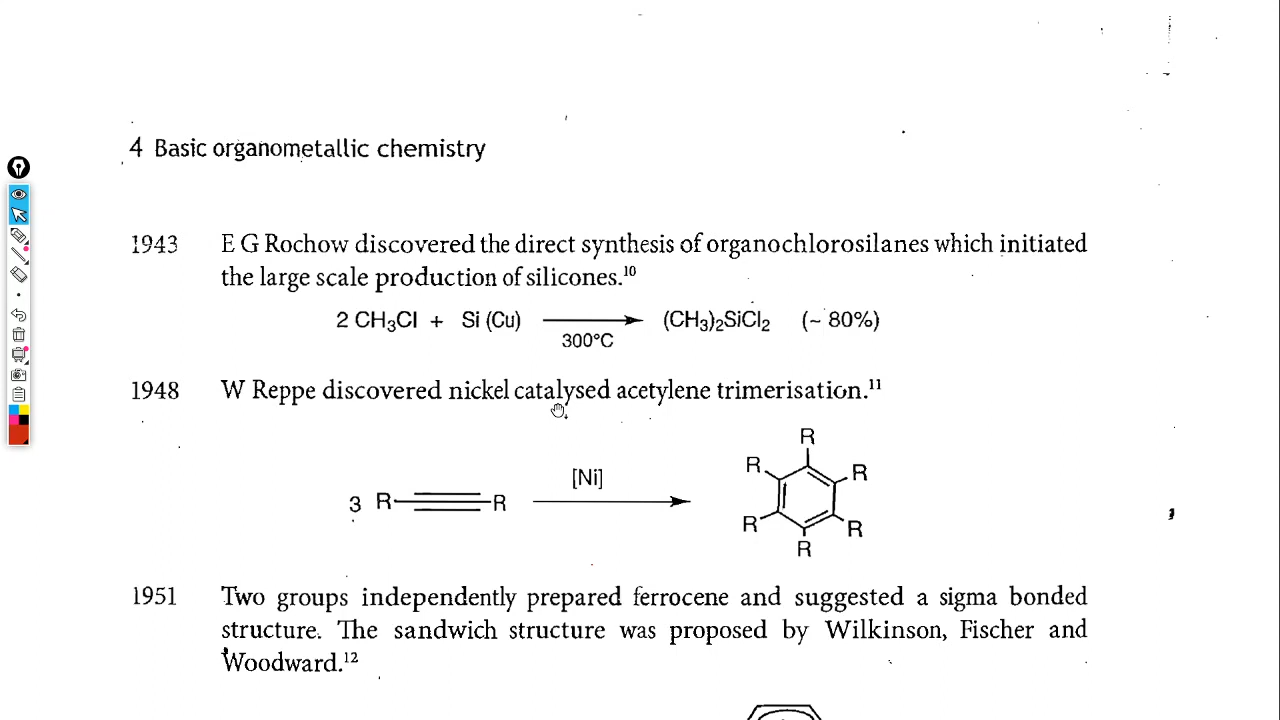 4 Basic organometallic chemistry
1943 E G Rochow discovered the direct synthesis of organochlorosilanes which initiated
the large scale production of silicones.¹⁰
2 CH₃Cl + Si (Cu) (CH₃)₂SiCl₂ (~ 80%)
300°C
1948 W Reppe discovered nickel catalysed acetylene trimerisation.¹¹
R
R R
[Ni]
3 R R
R R
R
1951 Two groups independently prepared ferrocene and suggested a sigma bonded
structure. The sandwich structure was proposed by Wilkinson, Fischer and
Woodward.¹²